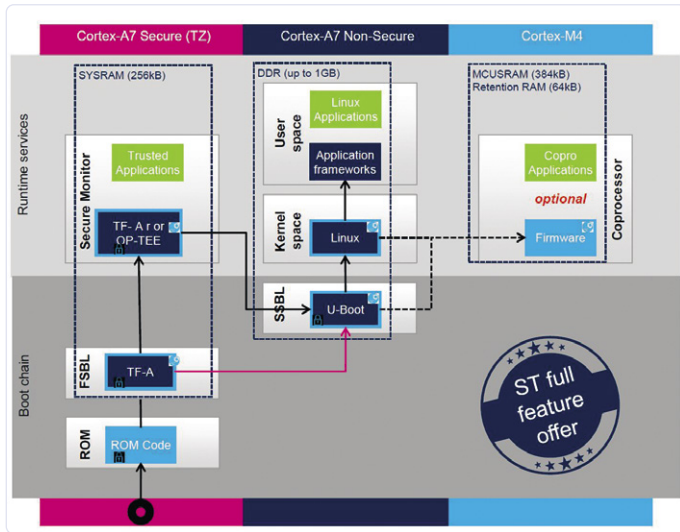 Cortex-A7 Secure (TZ)
Cortex-A7 Non-Secure
Cortex-M4
SYSRAM (256kB)
DDR (up to 1GB)
MCUSRAM (384kB)
Retention RAM (64kB)
Runtime services
Secure Monitor
Trusted
Applications
TF- A r or
OP-TEE
User
space
Linux
Applications
Application
frameworks
Kernel
space
Linux
Copro
Applications
optional
Firmware
Coprocessor
Boot chain
SSBL
U-Boot
FSBL
TF-A
ROM
ROM Code
ST full
feature
offer